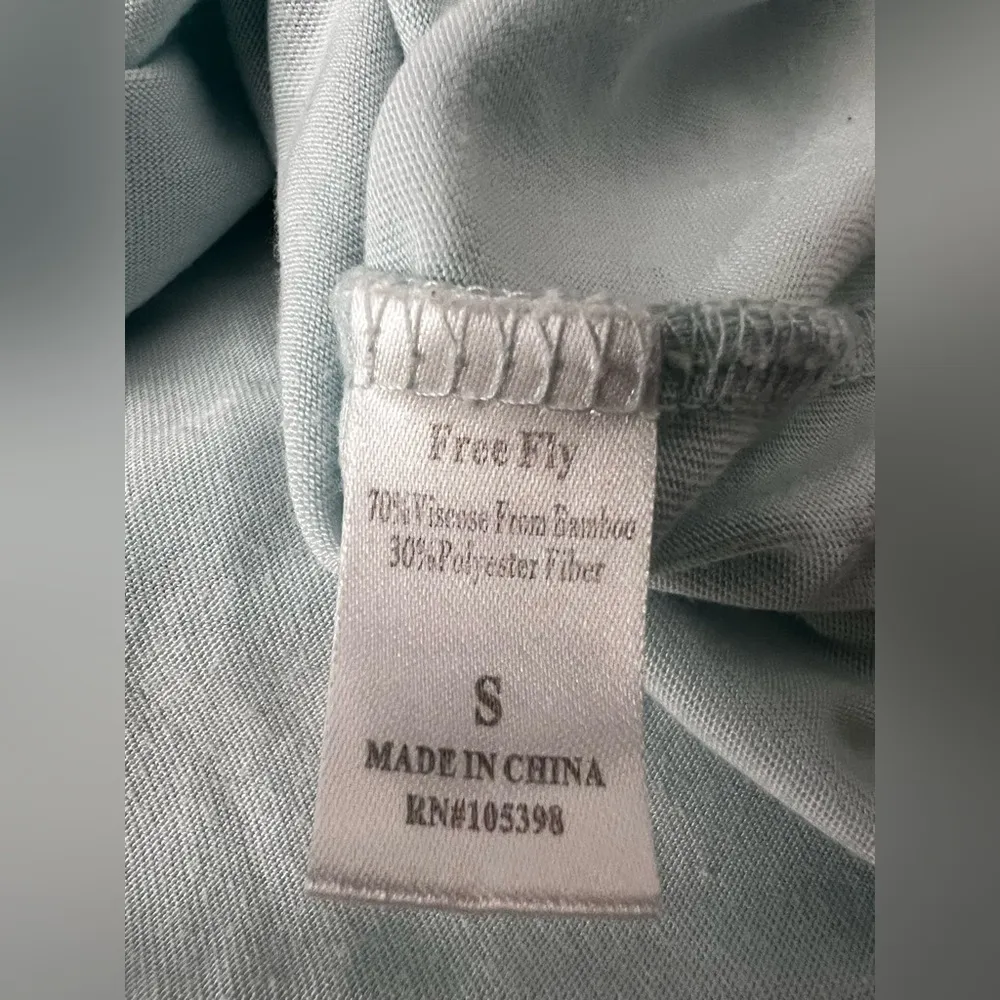 Free Fly
70%Viscose From Bamboo
30%Polyester Fiber
S
MADE IN CHINA
RN#105398